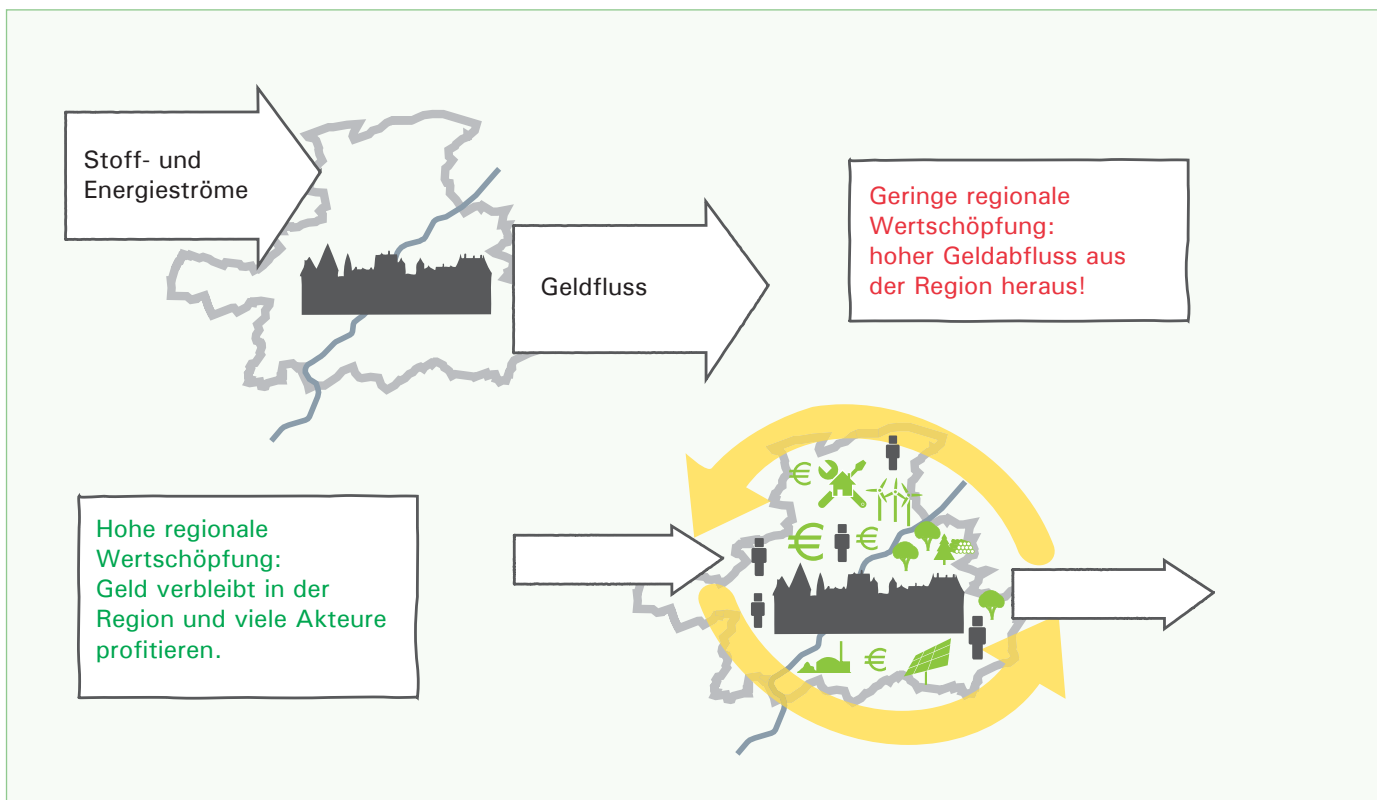 Stoff- und
Energieströme
Geldfluss
Geringe regionale
Wertschöpfung:
hoher Geldabfluss aus
der Region heraus!
Hohe regionale
Wertschöpfung:
Geld verbleibt in der
Region und viele Akteure
profitieren.
€
€
€
€